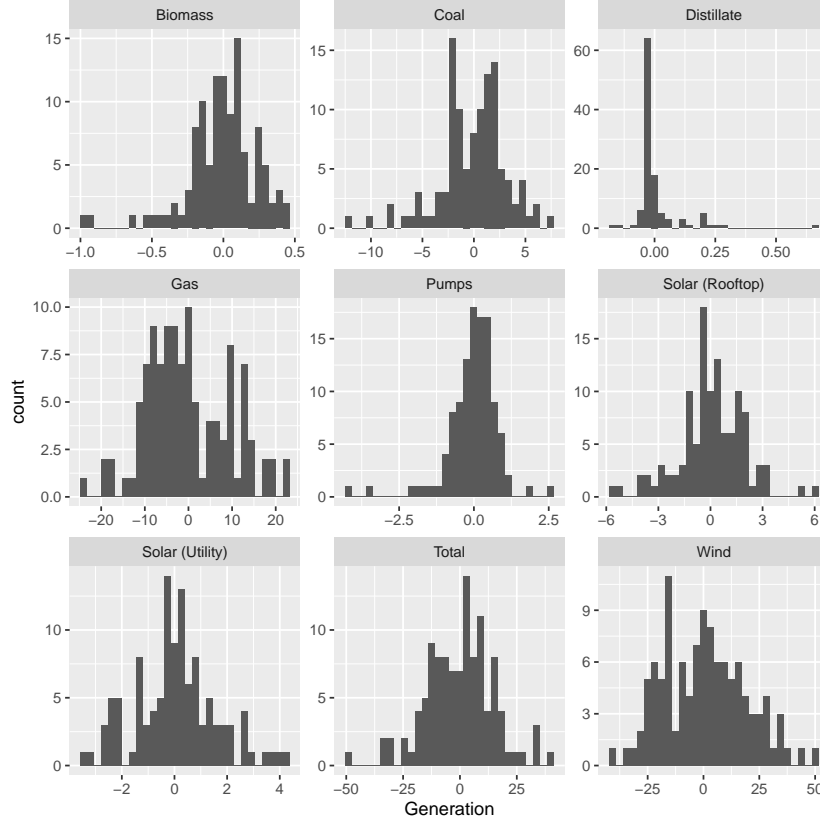 Biomass Coal Distillate
15 10 5 0
−1.0 −0.5 0.0 0.5
15 10 5 0
−10 −5 0 5
60 40 20 0
0.00 0.25 0.50
Gas Pumps Solar (Rooftop)
10.0 7.5 5.0 2.5 0.0
−20 −10 0 10 20
15 10 5 0
−2.5 0.0 2.5
15 10 5 0
−6 −3 0 3 6
Solar (Utility) Total Wind
10 5 0
−2 0 2 4
10 5 0
−50 −25 0 25
9 6 3 0
−25 0 25 50
count
Generation